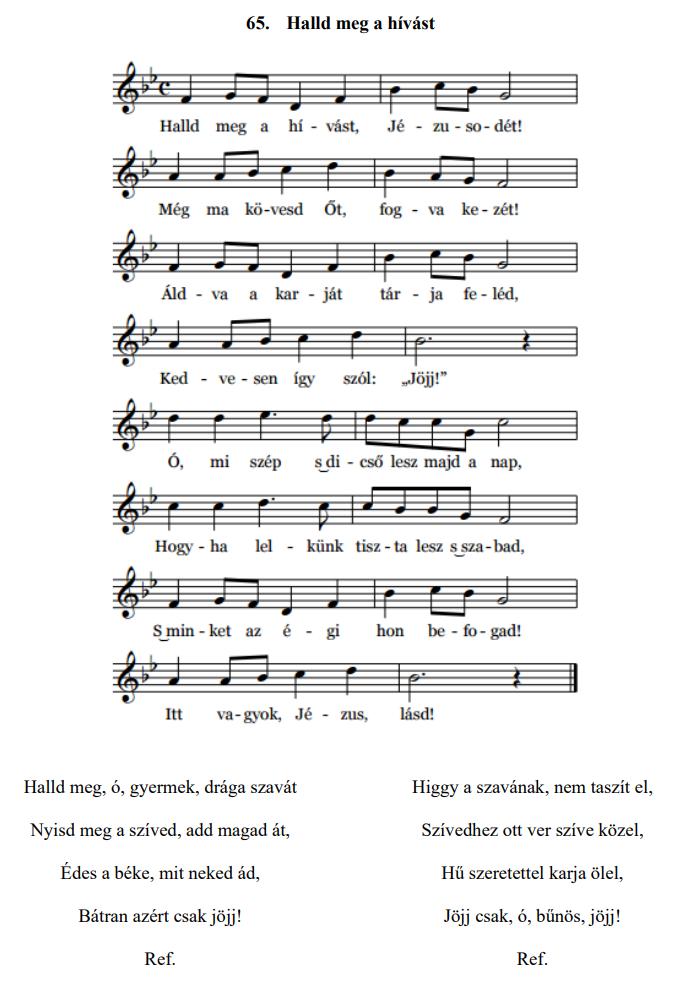 65. Halld meg a hívást
Halld meg a hí - vást, Jé - zu - so - dét!
Még ma kö-vesd Őt, fog - va ke - zét!
Áld - va a kar - ját tár - ja fe - léd,
Ked - ve - sen így szól: „Jöjj!”
Ó, mi szép s di - cső lesz majd a nap,
Hogy - ha lel - künk tisz - ta lesz s sza - bad,
S min - ket az é - gi hon be - fo - gad!
Itt va - gyok, Jé - zus, lásd!
Halld meg, ó, gyermek, drága szavát
Nyisd meg a szíved, add magad át,
Édes a béke, mit neked ád,
Bátran azért csak jöjj!
Ref.
Higgy a szavának, nem taszít el,
Szívedhez ott ver szíve közel,
Hű szeretettel karja ölel,
Jöjj csak, ó, bűnös, jöjj!
Ref.